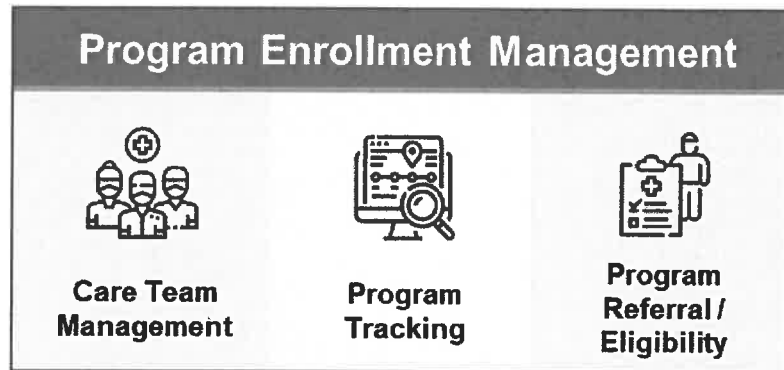 Program Enrollment Management
Care Team
Management
Program
Tracking
Program
Referral /
Eligibility